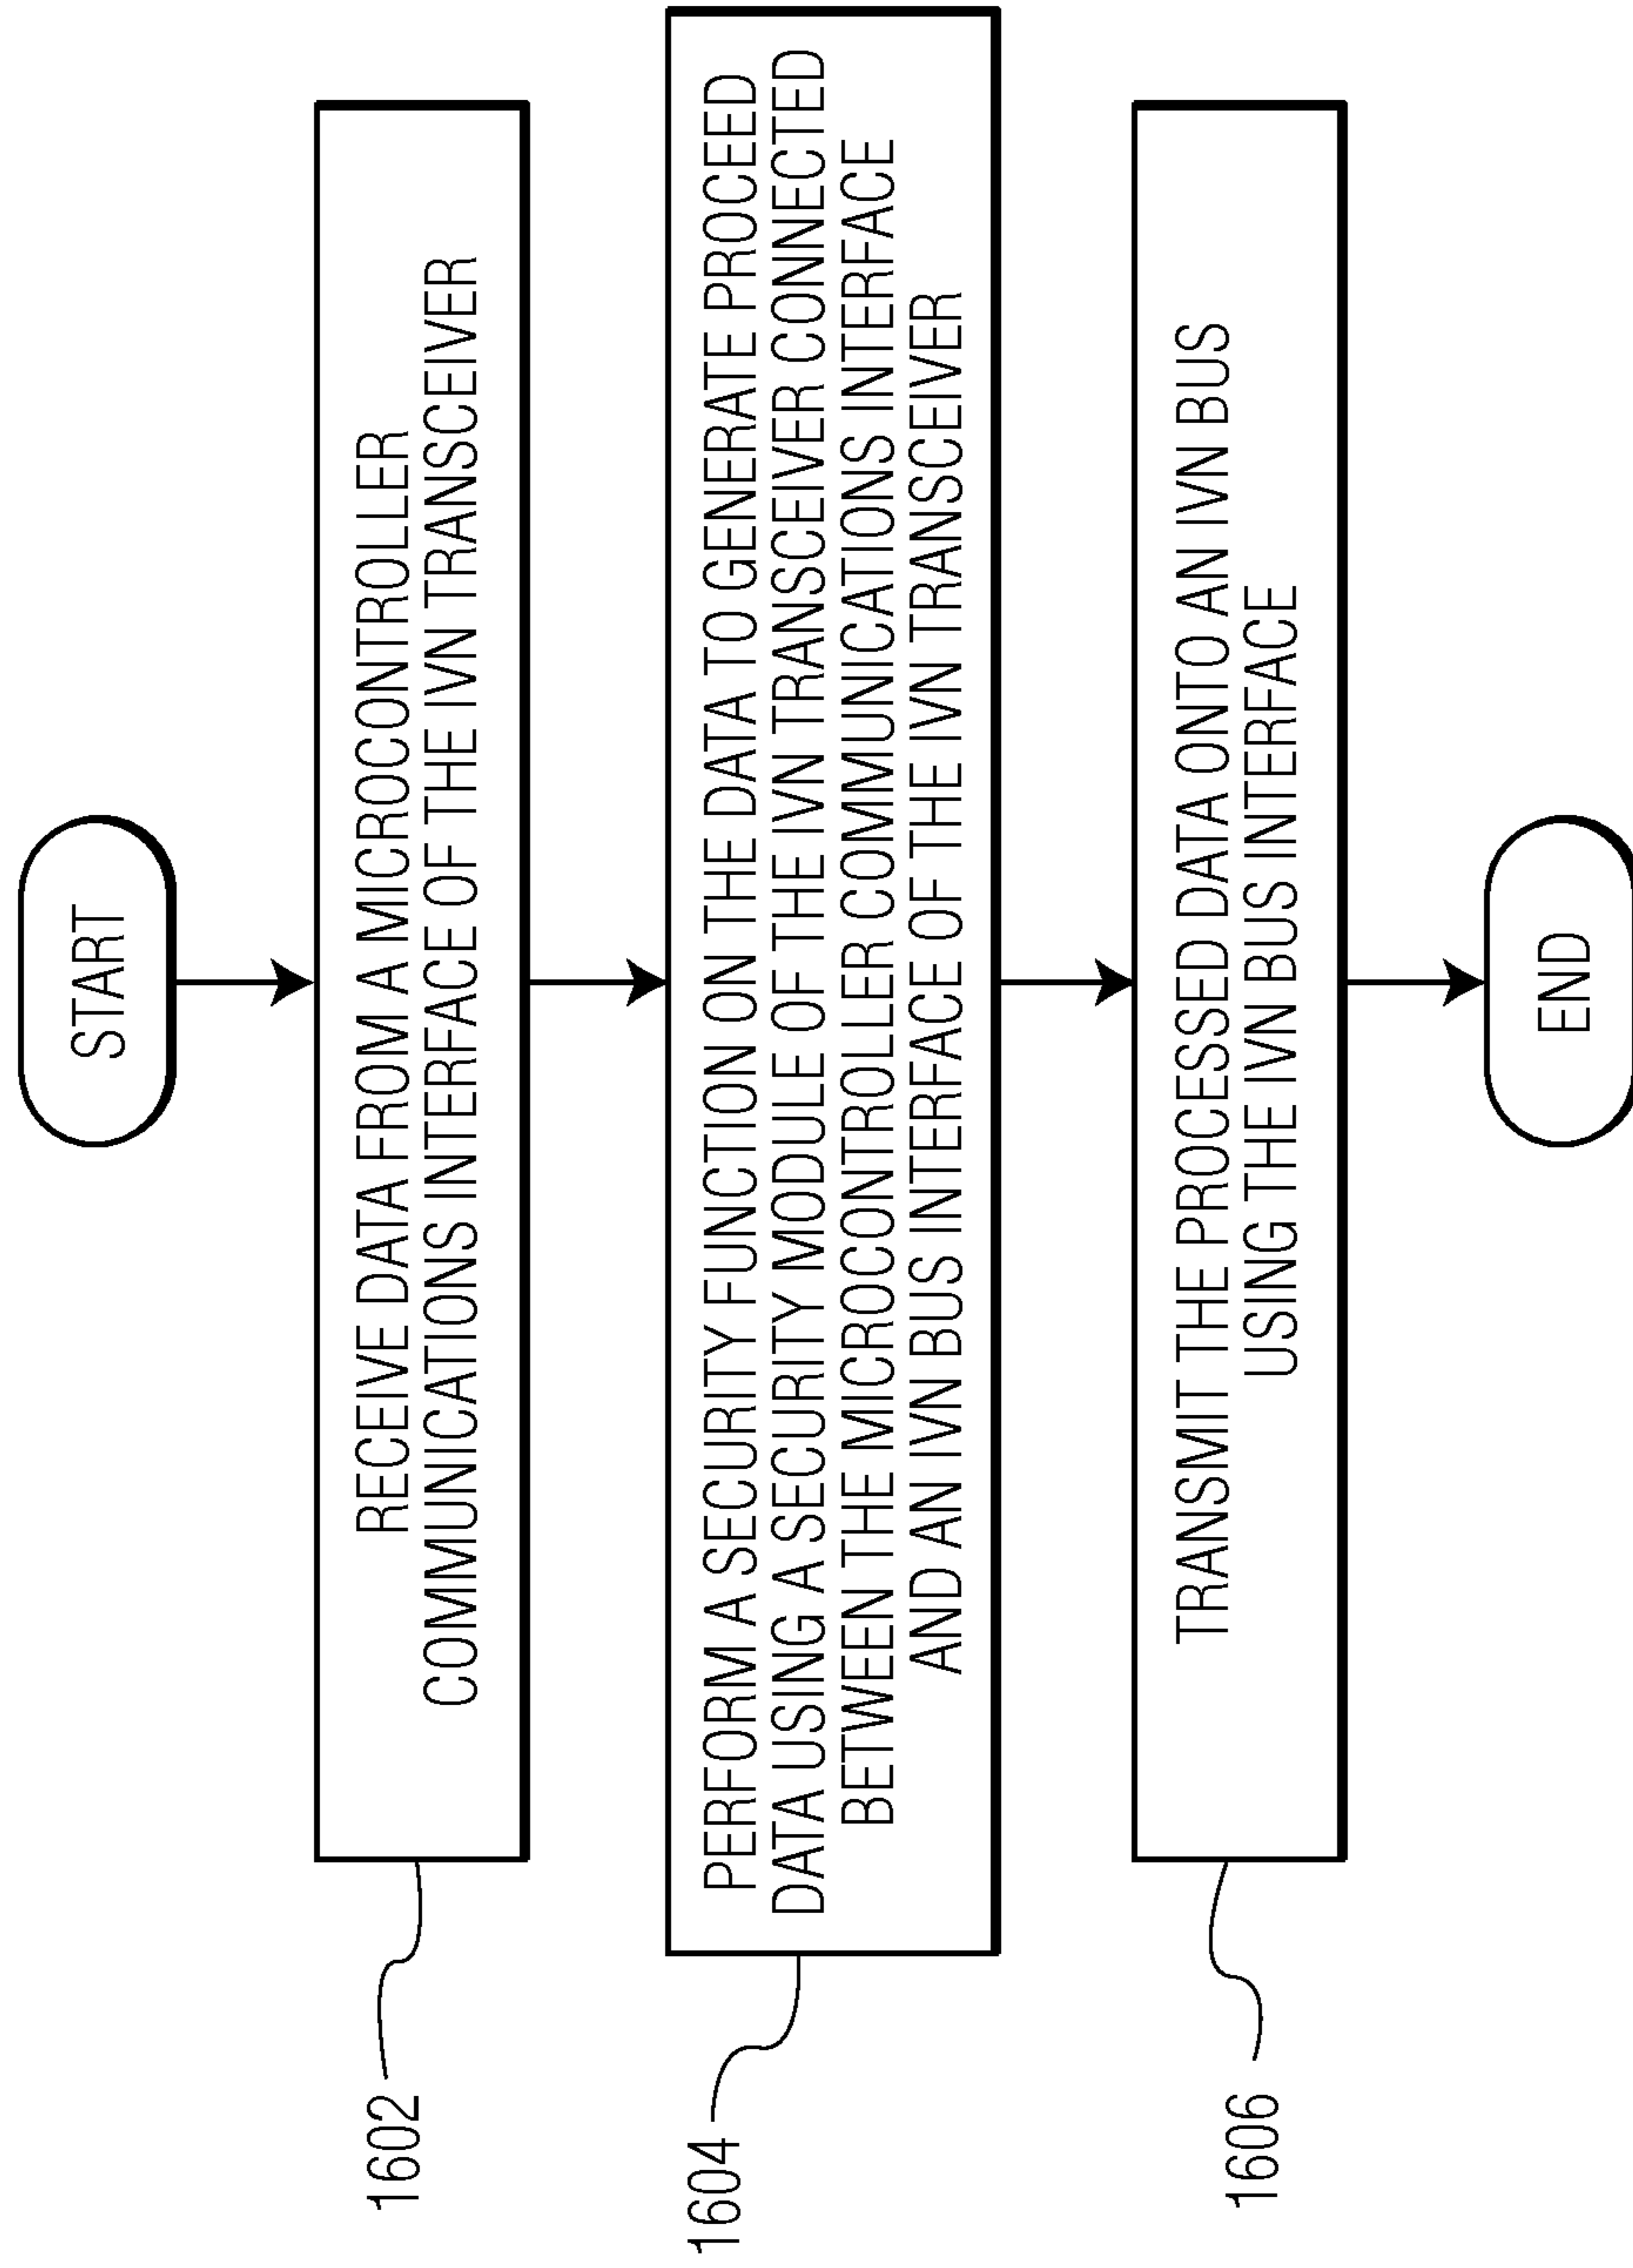 START
RECEIVE DATA FROM A MICROCONTROLLER
COMMUNICATIONS INTERFACE OF THE IVN TRANSCEIVER
1602
PERFORM A SECURITY FUNCTION ON THE DATA TO GENERATE PROCEED
DATA USING A SECURITY MODULE OF THE IVN TRANSCEIVER CONNECTED
BETWEEN THE MICROCONTROLLER COMMUNICATIONS INTERFACE
AND AN IVN BUS INTERFACE OF THE IVN TRANSCEIVER
1604
TRANSMIT THE PROCESSED DATA ONTO AN IVN BUS
USING THE IVN BUS INTERFACE
1606
END